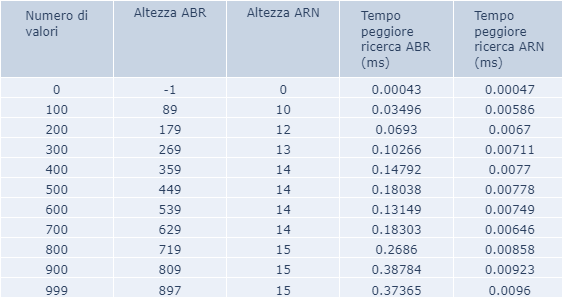 Numero di valori | Altezza ABR | Altezza ARN | Tempo peggiore ricerca ABR (ms) | Tempo peggiore ricerca ARN (ms)
0 | -1 | 0 | 0.00043 | 0.00047
100 | 89 | 10 | 0.03496 | 0.00586
200 | 179 | 12 | 0.0693 | 0.0067
300 | 269 | 13 | 0.10266 | 0.00711
400 | 359 | 14 | 0.14792 | 0.0077
500 | 449 | 14 | 0.18038 | 0.00778
600 | 539 | 14 | 0.13149 | 0.00749
700 | 629 | 14 | 0.18303 | 0.00646
800 | 719 | 15 | 0.2686 | 0.00858
900 | 809 | 15 | 0.38784 | 0.00923
999 | 897 | 15 | 0.37365 | 0.0096